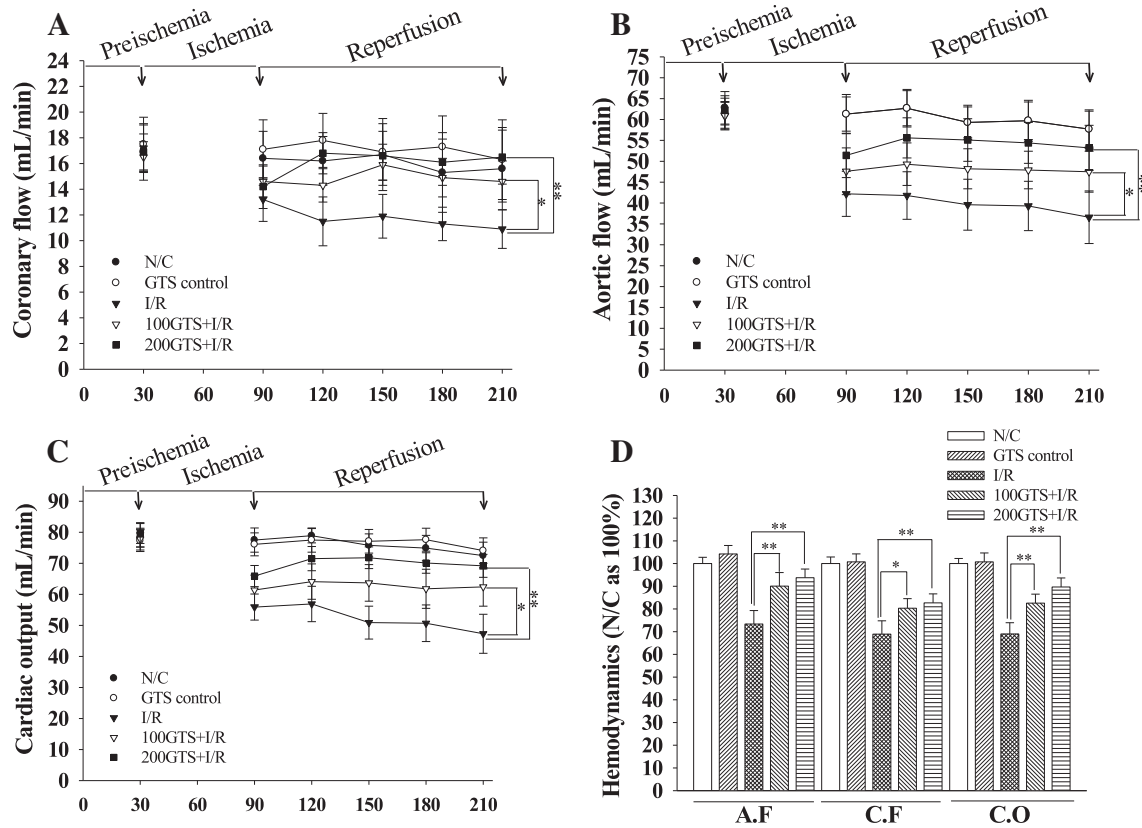 A
Preischemia
Ischemia
Reperfusion
Coronary flow (mL/min)
24
22
20
18
16
14
12
10
8
6
4
2
0
N/C
GTS control
I/R
100GTS+I/R
200GTS+I/R
*
**
0 30 60 90 120 150 180 210
B
Preischemia
Ischemia
Reperfusion
Aortic flow (mL/min)
75
70
65
60
55
50
45
40
35
30
25
20
15
10
5
0
N/C
GTS control
I/R
100GTS+I/R
200GTS+I/R
*
**
0 30 60 90 120 150 180 210
C
Preischemia
Ischemia
Reperfusion
Cardiac output (mL/min)
90
80
70
60
50
40
30
20
10
0
N/C
GTS control
I/R
100GTS+I/R
200GTS+I/R
*
**
0 30 60 90 120 150 180 210
D
N/C
GTS control
I/R
100GTS+I/R
200GTS+I/R
Hemodynamics (N/C as 100%)
130
120
110
100
90
80
70
60
50
40
30
20
10
0
**
**
**
*
**
**
A.F C.F C.O